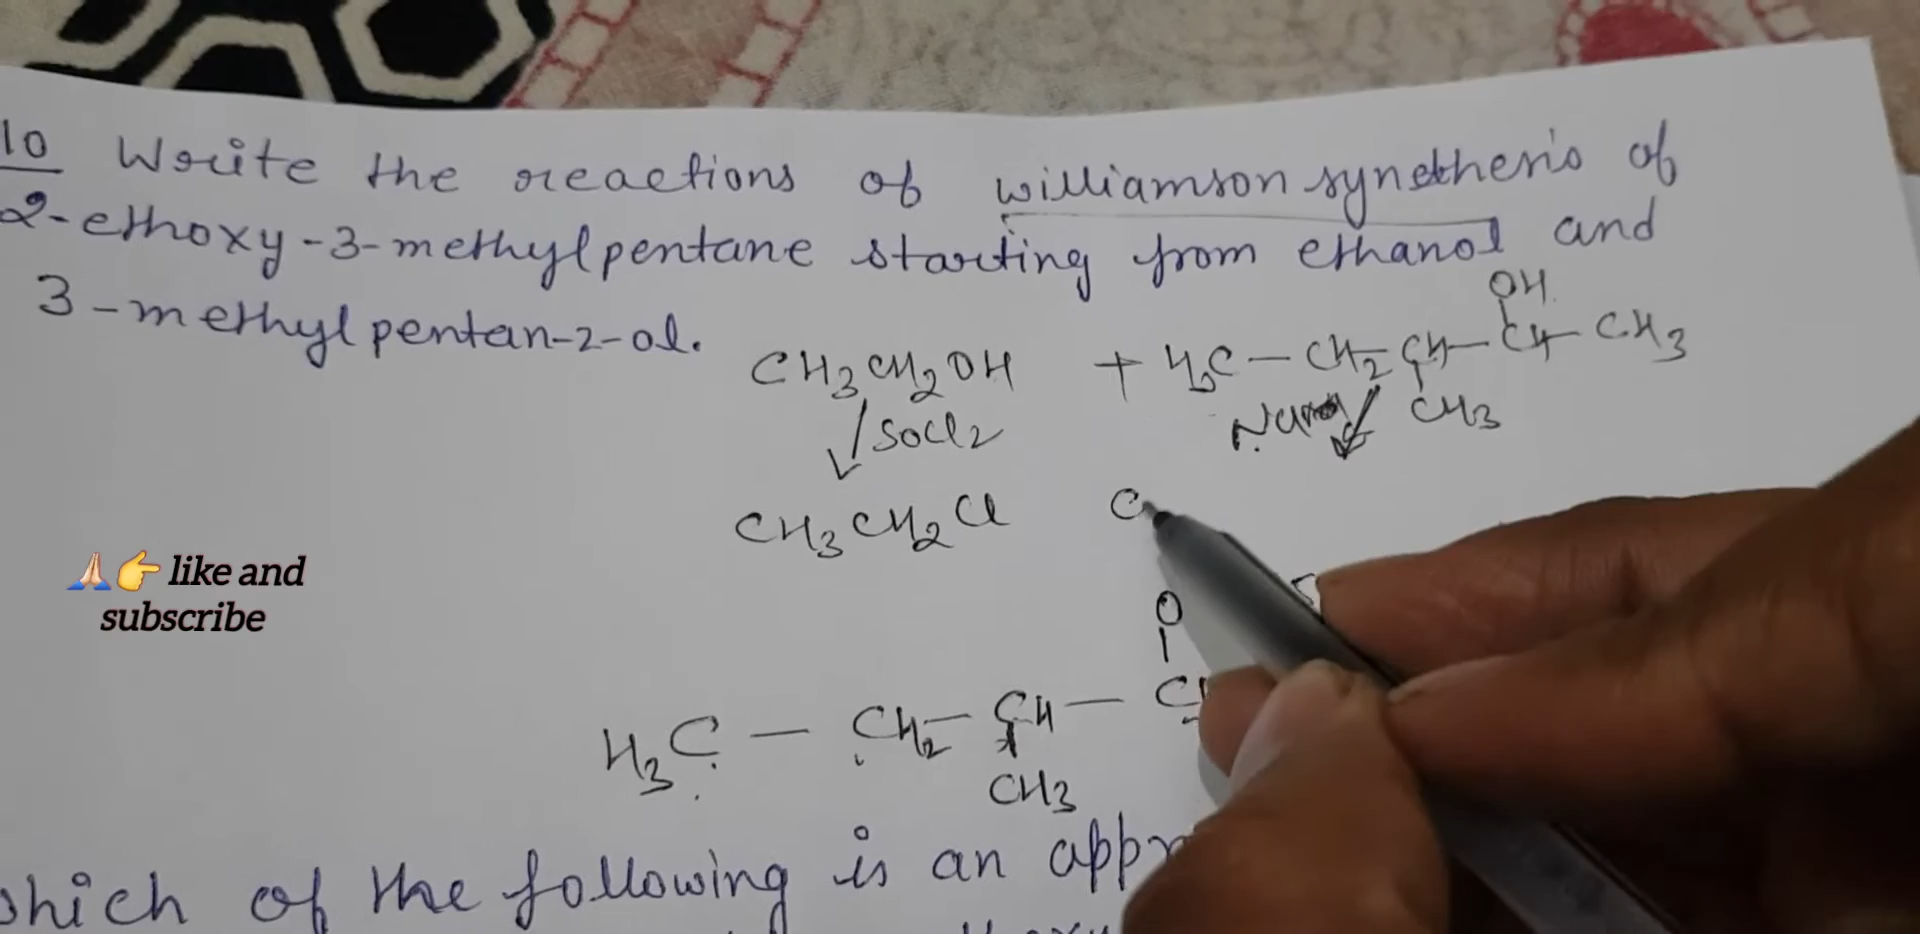 10 Write the reactions of williamson synethesis of
2-ethoxy-3-methylpentane starting from ethanol and
3-methylpentan-2-ol.
OH
CH3CH2OH + H3C-CH2-CH-CH-CH3
CH3
SOCl2
CH3CH2Cl C
🙏👉 like and
subscribe
O
H3C-CH2-CH-
CH3
which of the following is an